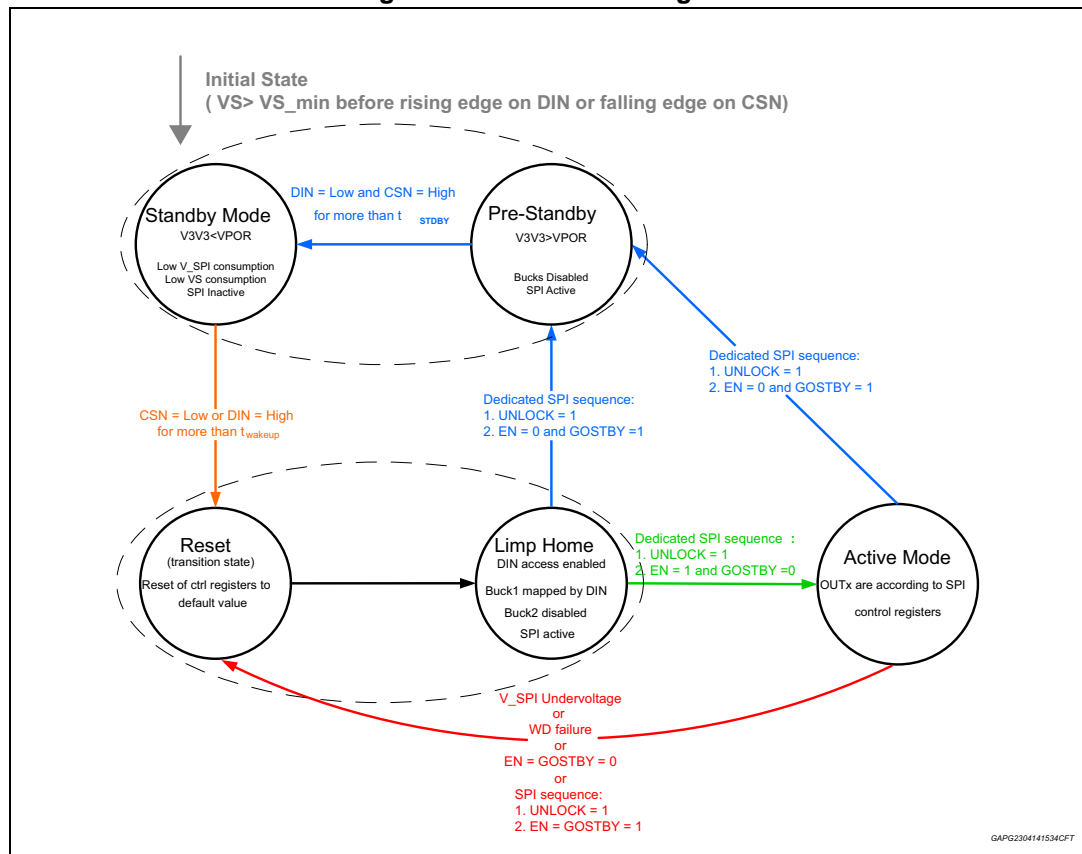 Initial State
( VS> VS_min before rising edge on DIN or falling edge on CSN)
Standby Mode
V3V3<VPOR
Low V_SPI consumption
Low VS consumption
SPI Inactive
DIN = Low and CSN = High
for more than t STDBY
Pre-Standby
V3V3>VPOR
Bucks Disabled
SPI Active
Dedicated SPI sequence:
1. UNLOCK = 1
2. EN = 0 and GOSTBY = 1
Dedicated SPI sequence:
1. UNLOCK = 1
2. EN = 0 and GOSTBY =1
CSN = Low or DIN = High
for more than t wakeup
Reset
(transition state)
Reset of ctrl registers to
default value
Limp Home
DIN access enabled
Buck1 mapped by DIN
Buck2 disabled
SPI active
Dedicated SPI sequence :
1. UNLOCK = 1
2. EN = 1 and GOSTBY =0
Active Mode
OUTx are according to SPI
control registers
V_SPI Undervoltage
or
WD failure
or
EN = GOSTBY = 0
or
SPI sequence:
1. UNLOCK = 1
2. EN = GOSTBY = 1
GAPG2304141534CFT